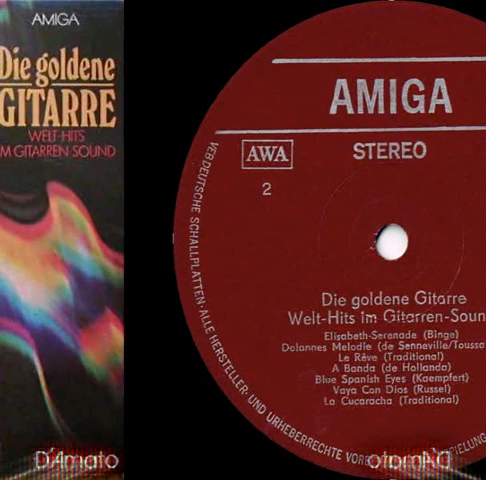 AMIGA
Die goldene
GITARRE
WELT-HITS
IM GITARREN SOUND
D'Amato
AMIGA
AWA
STEREO
2
VEB DEUTSCHE SCHALLPLATTEN · ALLE HERSTELLER- UND URHEBERRECHTE
Die goldene Gitarre
Welt-Hits im Gitarren-Soun
Elisabeth-Serenade (Binge)
Dolannes Melodie (de Senneville/Toussa
Le Rêve (Traditional)
A Banda (de Hollanda)
Blue Spanish Eyes (Kaempfert)
Vaya Con Dios (Russel)
La Cucaracha (Traditional)